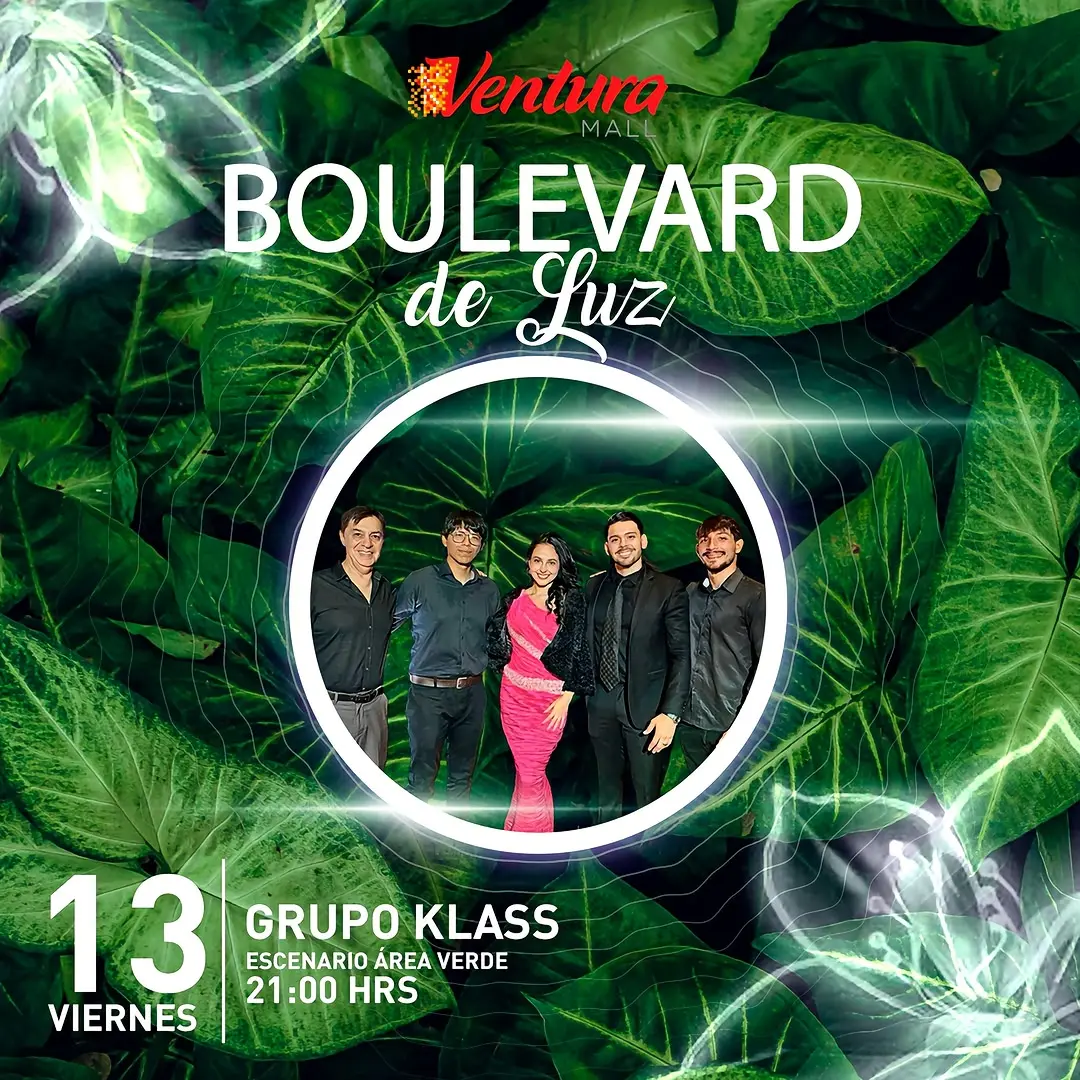 Ventura
MALL
BOULEVARD
de Luz
13
VIERNES
GRUPO KLASS
ESCENARIO ÁREA VERDE
21:00 HRS